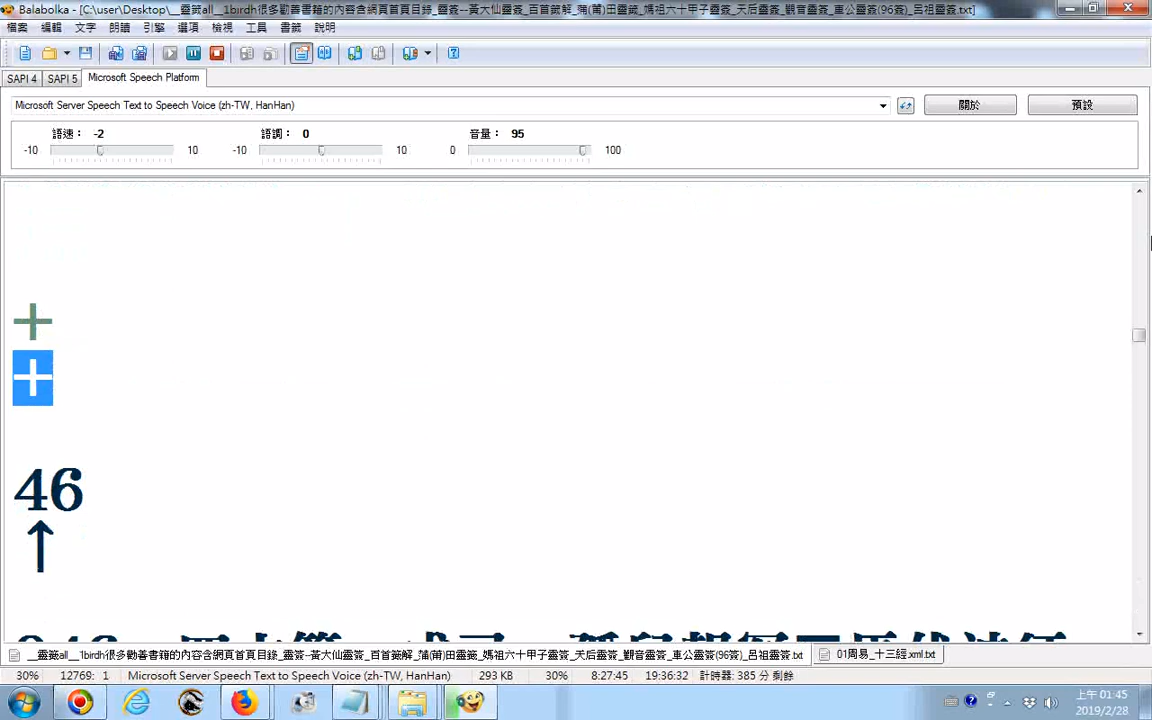 Balabolka - [C:\user\Desktop\__靈籤all__1birdh很多勸善書籍的內容含網頁首頁目錄_靈簽--黃大仙靈簽_百首籤解_蒲(莆)田靈籤_媽祖六十甲子靈簽_天后靈簽_觀音靈簽_車公靈簽(96簽)_呂祖靈簽.txt]
檔案 編輯 文字 朗讀 引擎 選項 檢視 工具 書籤 說明
SAPI 4 SAPI 5 Microsoft Speech Platform
Microsoft Server Speech Text to Speech Voice (zh-TW, HanHan) 關於 預設
語速： -2 語調： 0 音量： 95
-10 10 -10 10 0 100
+
+
46
↑
__靈籤all__1birdh很多勸善書籍的內容含網頁首頁目錄_靈簽--黃大仙靈簽_百首籤解_蒲(莆)田靈籤_媽祖六十甲子靈簽_天后靈簽_觀音靈簽_車公靈簽(96簽)_呂祖靈簽.txt 01周易_十三經.xml.txt
30% 12769: 1 Microsoft Server Speech Text to Speech Voice (zh-TW, HanHan) 293 KB 30% 8:27:45 19:36:32 計時器: 385 分 剩餘
上午 01:45
2019/2/28